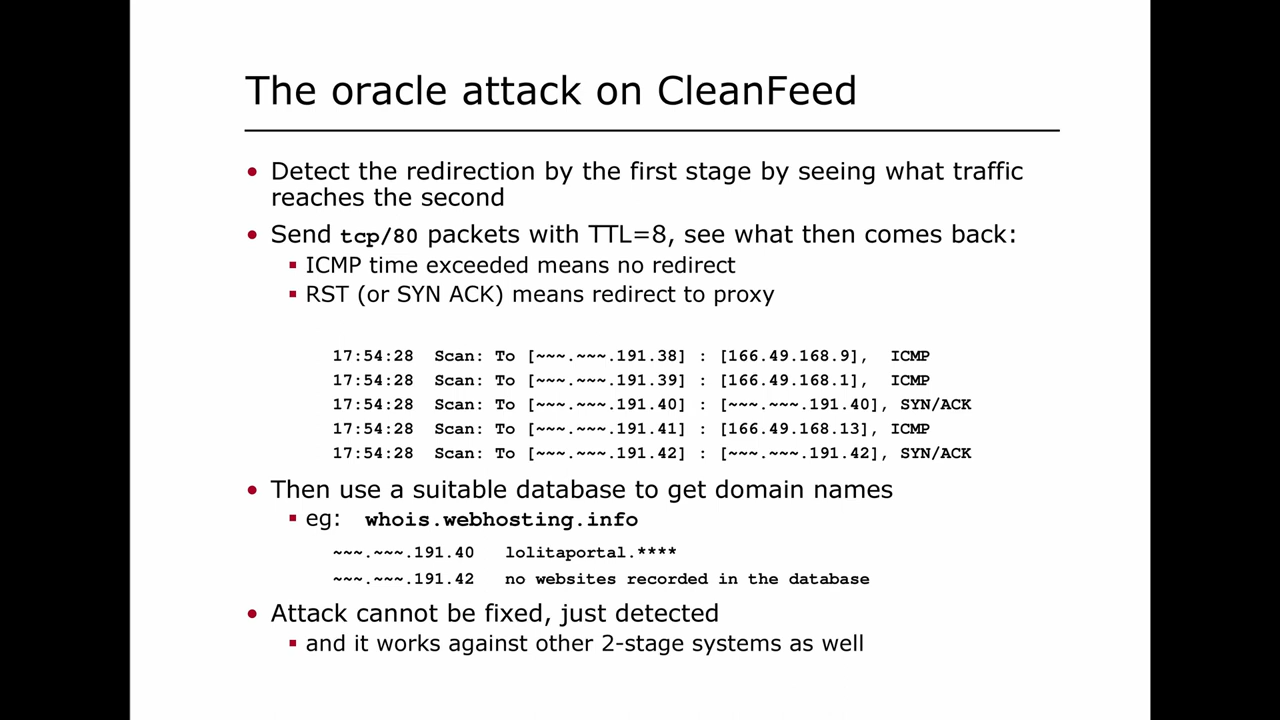 The oracle attack on CleanFeed
• Detect the redirection by the first stage by seeing what traffic
reaches the second
• Send tcp/80 packets with TTL=8, see what then comes back:
▪ ICMP time exceeded means no redirect
▪ RST (or SYN ACK) means redirect to proxy
17:54:28 Scan: To [~~~.~~~.191.38] : [166.49.168.9], ICMP
17:54:28 Scan: To [~~~.~~~.191.39] : [166.49.168.1], ICMP
17:54:28 Scan: To [~~~.~~~.191.40] : [~~~.~~~.191.40], SYN/ACK
17:54:28 Scan: To [~~~.~~~.191.41] : [166.49.168.13], ICMP
17:54:28 Scan: To [~~~.~~~.191.42] : [~~~.~~~.191.42], SYN/ACK
• Then use a suitable database to get domain names
▪ eg: whois.webhosting.info
~~~.~~~.191.40 lolitaportal.****
~~~.~~~.191.42 no websites recorded in the database
• Attack cannot be fixed, just detected
▪ and it works against other 2-stage systems as well